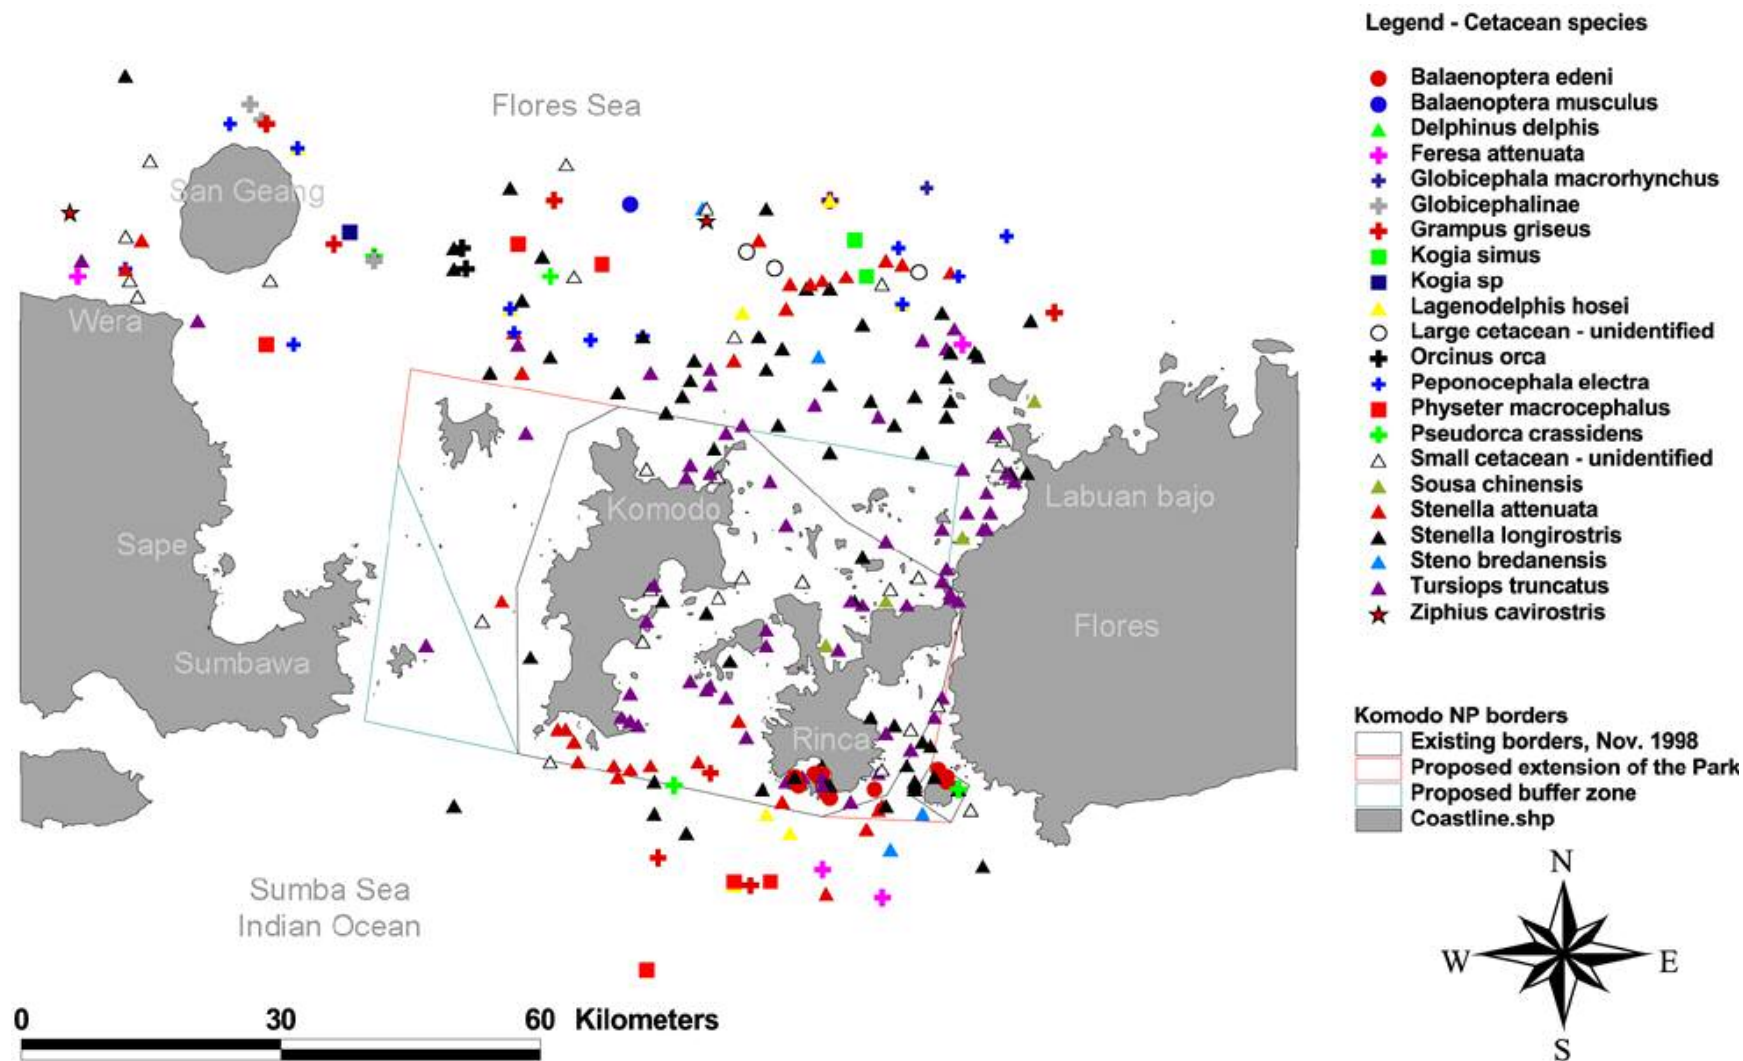 Legend - Cetacean species
Balaenoptera edeni
Balaenoptera musculus
Delphinus delphis
Feresa attenuata
Globicephala macrorhynchus
Globicephalinae
Grampus griseus
Kogia simus
Kogia sp
Lagenodelphis hosei
Large cetacean - unidentified
Orcinus orca
Peponocephala electra
Physeter macrocephalus
Pseudorca crassidens
Small cetacean - unidentified
Sousa chinensis
Stenella attenuata
Stenella longirostris
Steno bredanensis
Tursiops truncatus
Ziphius cavirostris
Komodo NP borders
Existing borders, Nov. 1998
Proposed extension of the Park
Proposed buffer zone
Coastline.shp
Flores Sea
San Geang
Wera
Komodo
Labuan bajo
Sape
Flores
Sumbawa
Rinca
Sumba Sea
Indian Ocean
N
W
E
S
0 30 60 Kilometers